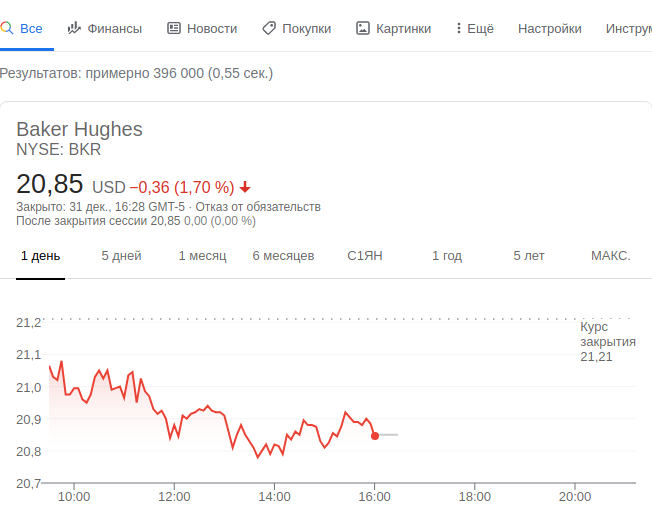 Все Финансы Новости Покупки Картинки Ещё Настройки
Результатов: примерно 396 000 (0,55 сек.)
Baker Hughes
NYSE: BKR
20,85 USD −0,36 (1,70 %)
Закрыто: 31 дек., 16:28 GMT-5 · Отказ от обязательств
После закрытия сессии 20,85 0,00 (0,00 %)
1 день 5 дней 1 месяц 6 месяцев С1ЯН 1 год 5 лет МАКС.
21,2
Курс
закрытия
21,21
21,1
21,0
20,9
20,8
20,7
10:00 12:00 14:00 16:00 18:00 20:00